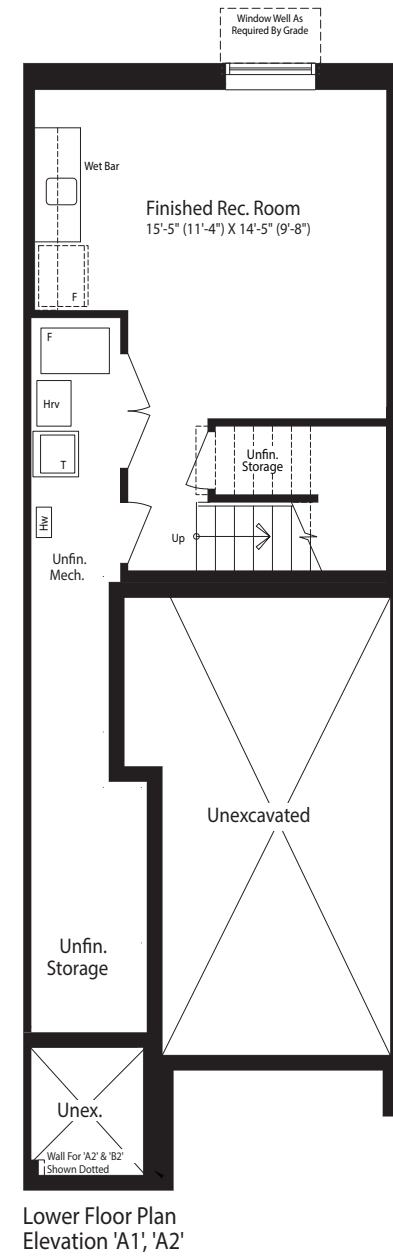 Window Well As
Required By Grade
Wet Bar
Finished Rec. Room
15'-5" (11'-4") X 14'-5" (9'-8")
F
F
Hrv
T
Unfin.
Storage
Hw
Up
Unfin.
Mech.
Unexcavated
Unfin.
Storage
Unex.
Wall For 'A2' & 'B2'
Shown Dotted
Lower Floor Plan
Elevation 'A1', 'A2'